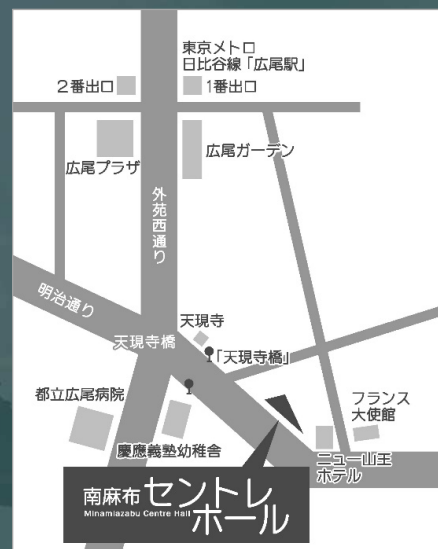 東京メトロ
日比谷線「広尾駅」
2番出口
1番出口
広尾プラザ
広尾ガーデン
外苑西通り
明治通り
天現寺橋
天現寺
「天現寺橋」
都立広尾病院
慶應義塾幼稚舎
フランス
大使館
ニュー山王
ホテル
南麻布セントレ
Minamiazabu Centre Hall
ホール